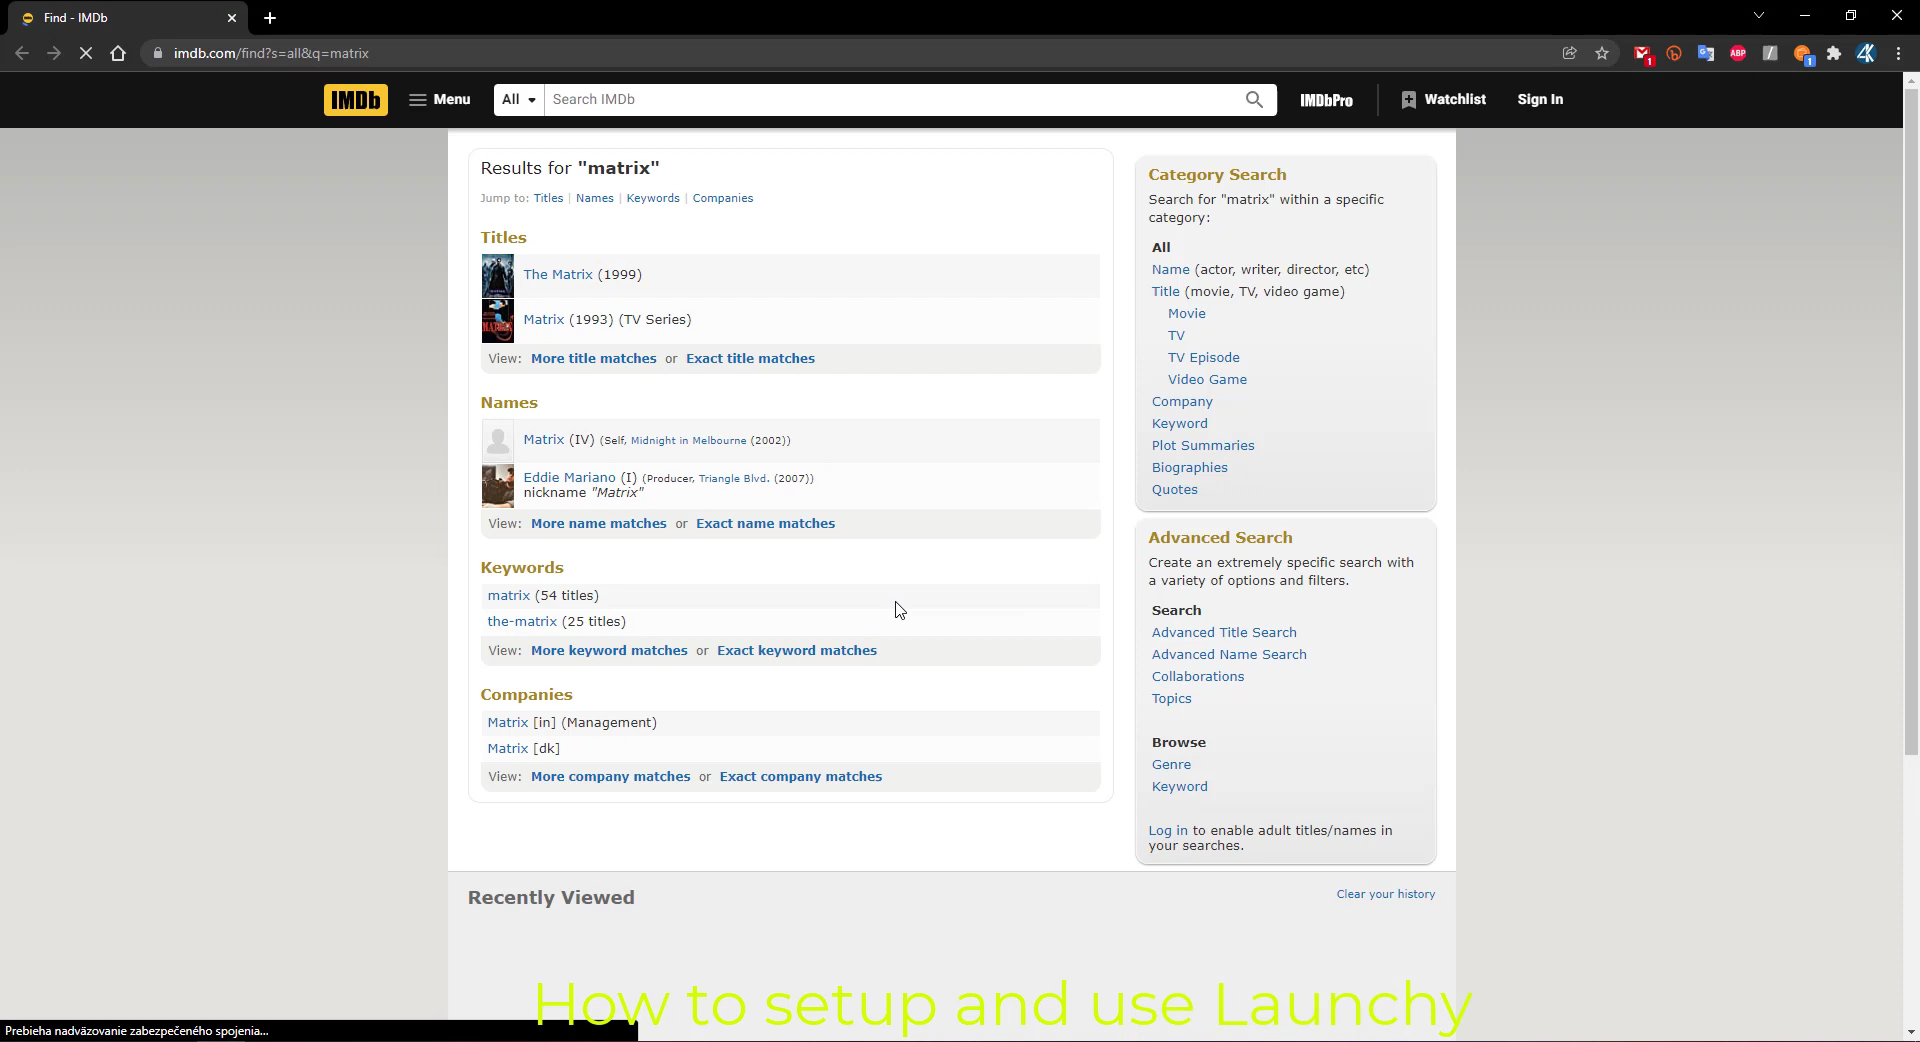 Find - IMDb
imdb.com/find?s=all&q=matrix
1
ABP
1
4K
IMDb
Menu
All
Search IMDb
IMDbPro
Watchlist
Sign In
Results for "matrix"
Jump to: Titles | Names | Keywords | Companies
Titles
The Matrix (1999)
Matrix (1993) (TV Series)
View: More title matches or Exact title matches
Names
Matrix (IV) (Self, Midnight in Melbourne (2002))
Eddie Mariano (I) (Producer, Triangle Blvd. (2007))
nickname "Matrix"
View: More name matches or Exact name matches
Keywords
matrix (54 titles)
the-matrix (25 titles)
View: More keyword matches or Exact keyword matches
Companies
Matrix [in] (Management)
Matrix [dk]
View: More company matches or Exact company matches
Category Search
Search for "matrix" within a specific
category:
All
Name (actor, writer, director, etc)
Title (movie, TV, video game)
Movie
TV
TV Episode
Video Game
Company
Keyword
Plot Summaries
Biographies
Quotes
Advanced Search
Create an extremely specific search with
a variety of options and filters.
Search
Advanced Title Search
Advanced Name Search
Collaborations
Topics
Browse
Genre
Keyword
Log in to enable adult titles/names in
your searches.
Recently Viewed
Clear your history
How to setup and use Launchy
Prebieha nadväzovanie zabezpečeného spojenia...